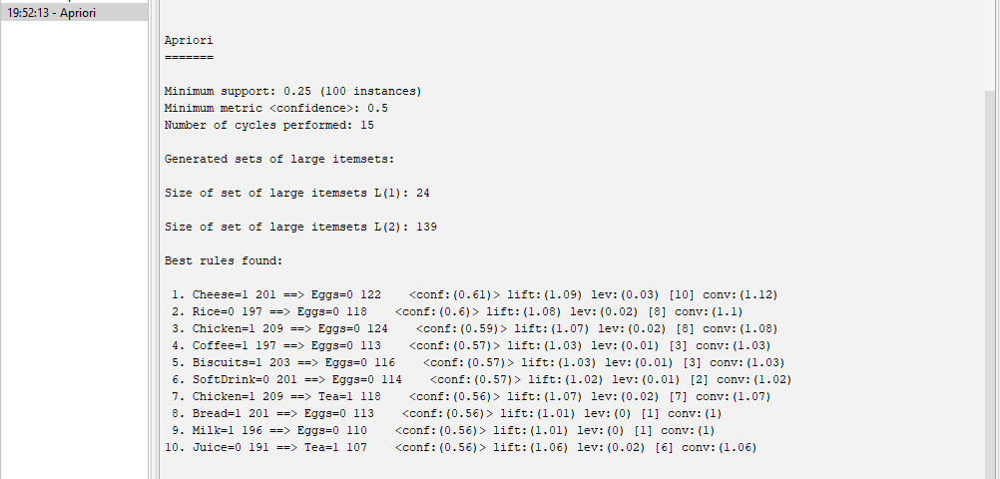 19:52:13 - Apriori
Apriori
=======
Minimum support: 0.25 (100 instances)
Minimum metric <confidence>: 0.5
Number of cycles performed: 15
Generated sets of large itemsets:
Size of set of large itemsets L(1): 24
Size of set of large itemsets L(2): 139
Best rules found:
1. Cheese=1 201 ==> Eggs=0 122    <conf:(0.61)> lift:(1.09) lev:(0.03) [10] conv:(1.12)
2. Rice=0 197 ==> Eggs=0 118    <conf:(0.6)> lift:(1.08) lev:(0.02) [8] conv:(1.1)
3. Chicken=1 209 ==> Eggs=0 124    <conf:(0.59)> lift:(1.07) lev:(0.02) [8] conv:(1.08)
4. Coffee=1 197 ==> Eggs=0 113    <conf:(0.57)> lift:(1.03) lev:(0.01) [3] conv:(1.03)
5. Biscuits=1 203 ==> Eggs=0 116    <conf:(0.57)> lift:(1.03) lev:(0.01) [3] conv:(1.03)
6. SoftDrink=0 201 ==> Eggs=0 114    <conf:(0.57)> lift:(1.02) lev:(0.01) [2] conv:(1.02)
7. Chicken=1 209 ==> Tea=1 118    <conf:(0.56)> lift:(1.07) lev:(0.02) [7] conv:(1.07)
8. Bread=1 201 ==> Eggs=0 113    <conf:(0.56)> lift:(1.01) lev:(0) [1] conv:(1)
9. Milk=1 196 ==> Eggs=0 110    <conf:(0.56)> lift:(1.01) lev:(0) [1] conv:(1)
10. Juice=0 191 ==> Tea=1 107    <conf:(0.56)> lift:(1.06) lev:(0.02) [6] conv:(1.06)